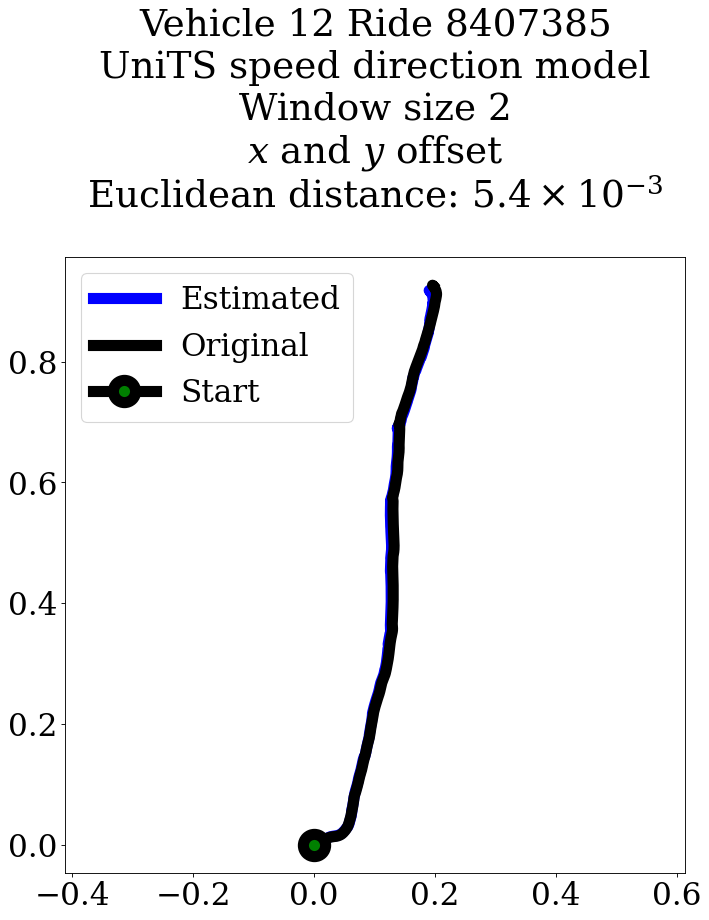 Vehicle 12 Ride 8407385
UniTS speed direction model
Window size 2
x and y offset
Euclidean distance: 5.4 × 10⁻³
Estimated
Original
Start
0.8
0.6
0.4
0.2
0.0
−0.4 −0.2 0.0 0.2 0.4 0.6